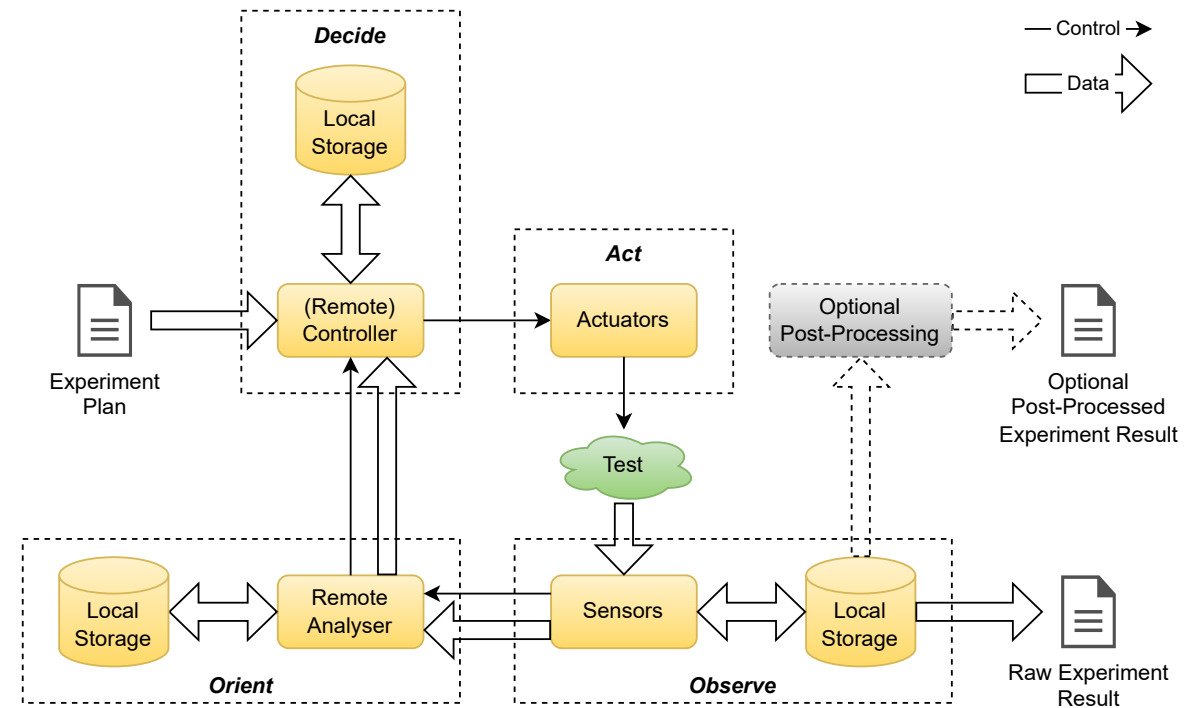 Decide
Control
Data
Local
Storage
Act
(Remote)
Controller
Actuators
Optional
Post-Processing
Experiment
Plan
Optional
Post-Processed
Experiment Result
Test
Local
Storage
Remote
Analyser
Sensors
Local
Storage
Orient
Observe
Raw Experiment
Result